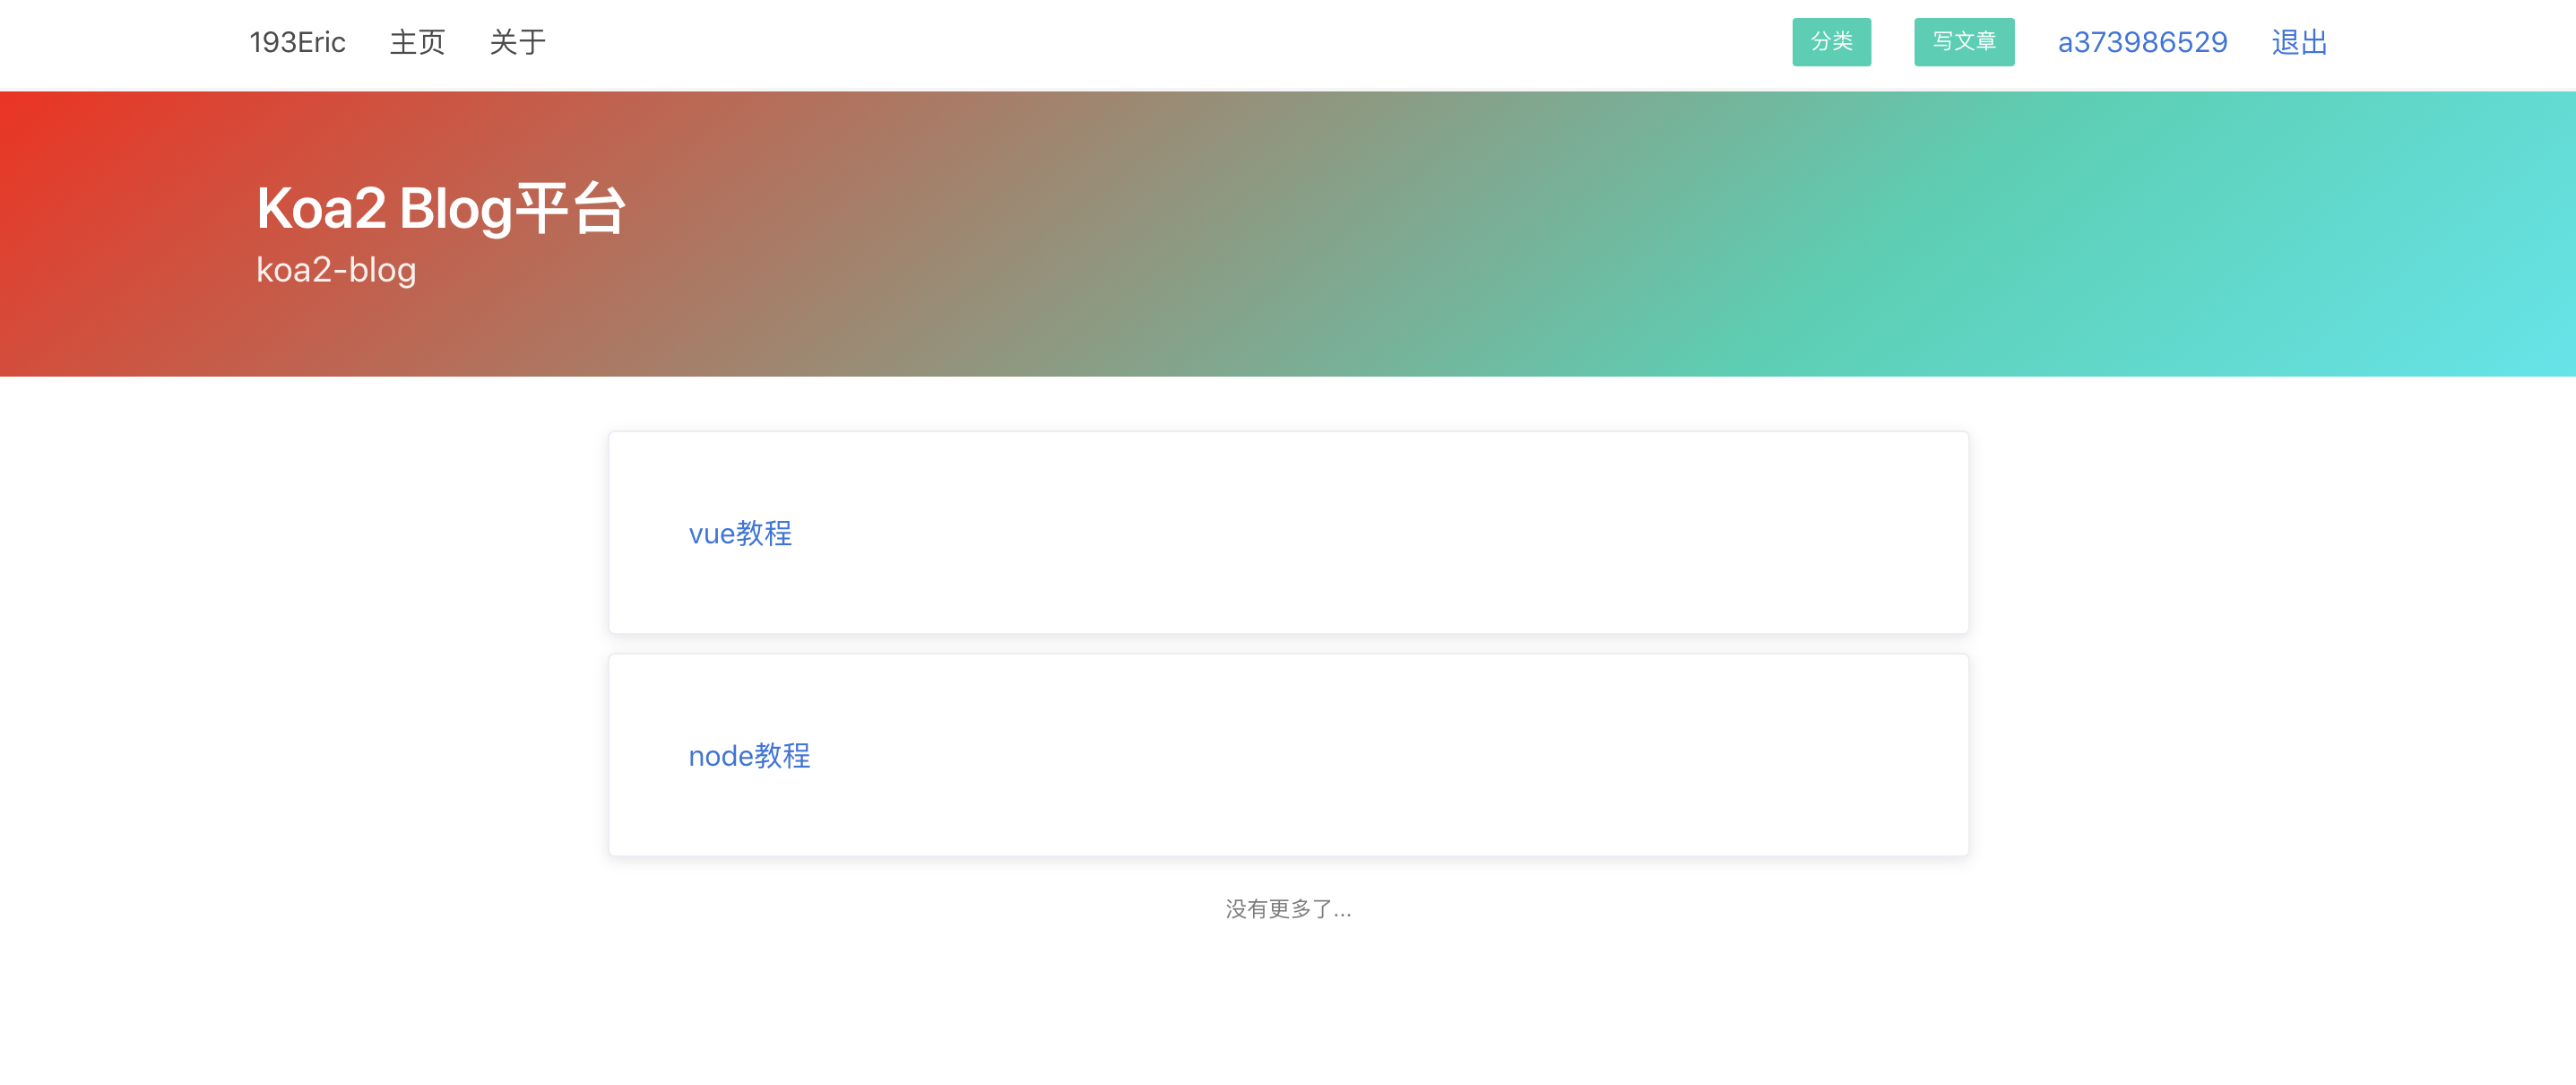 193Eric 主页 关于 分类 写文章 a373986529 退出
Koa2 Blog平台
koa2-blog
vue教程
node教程
没有更多了...